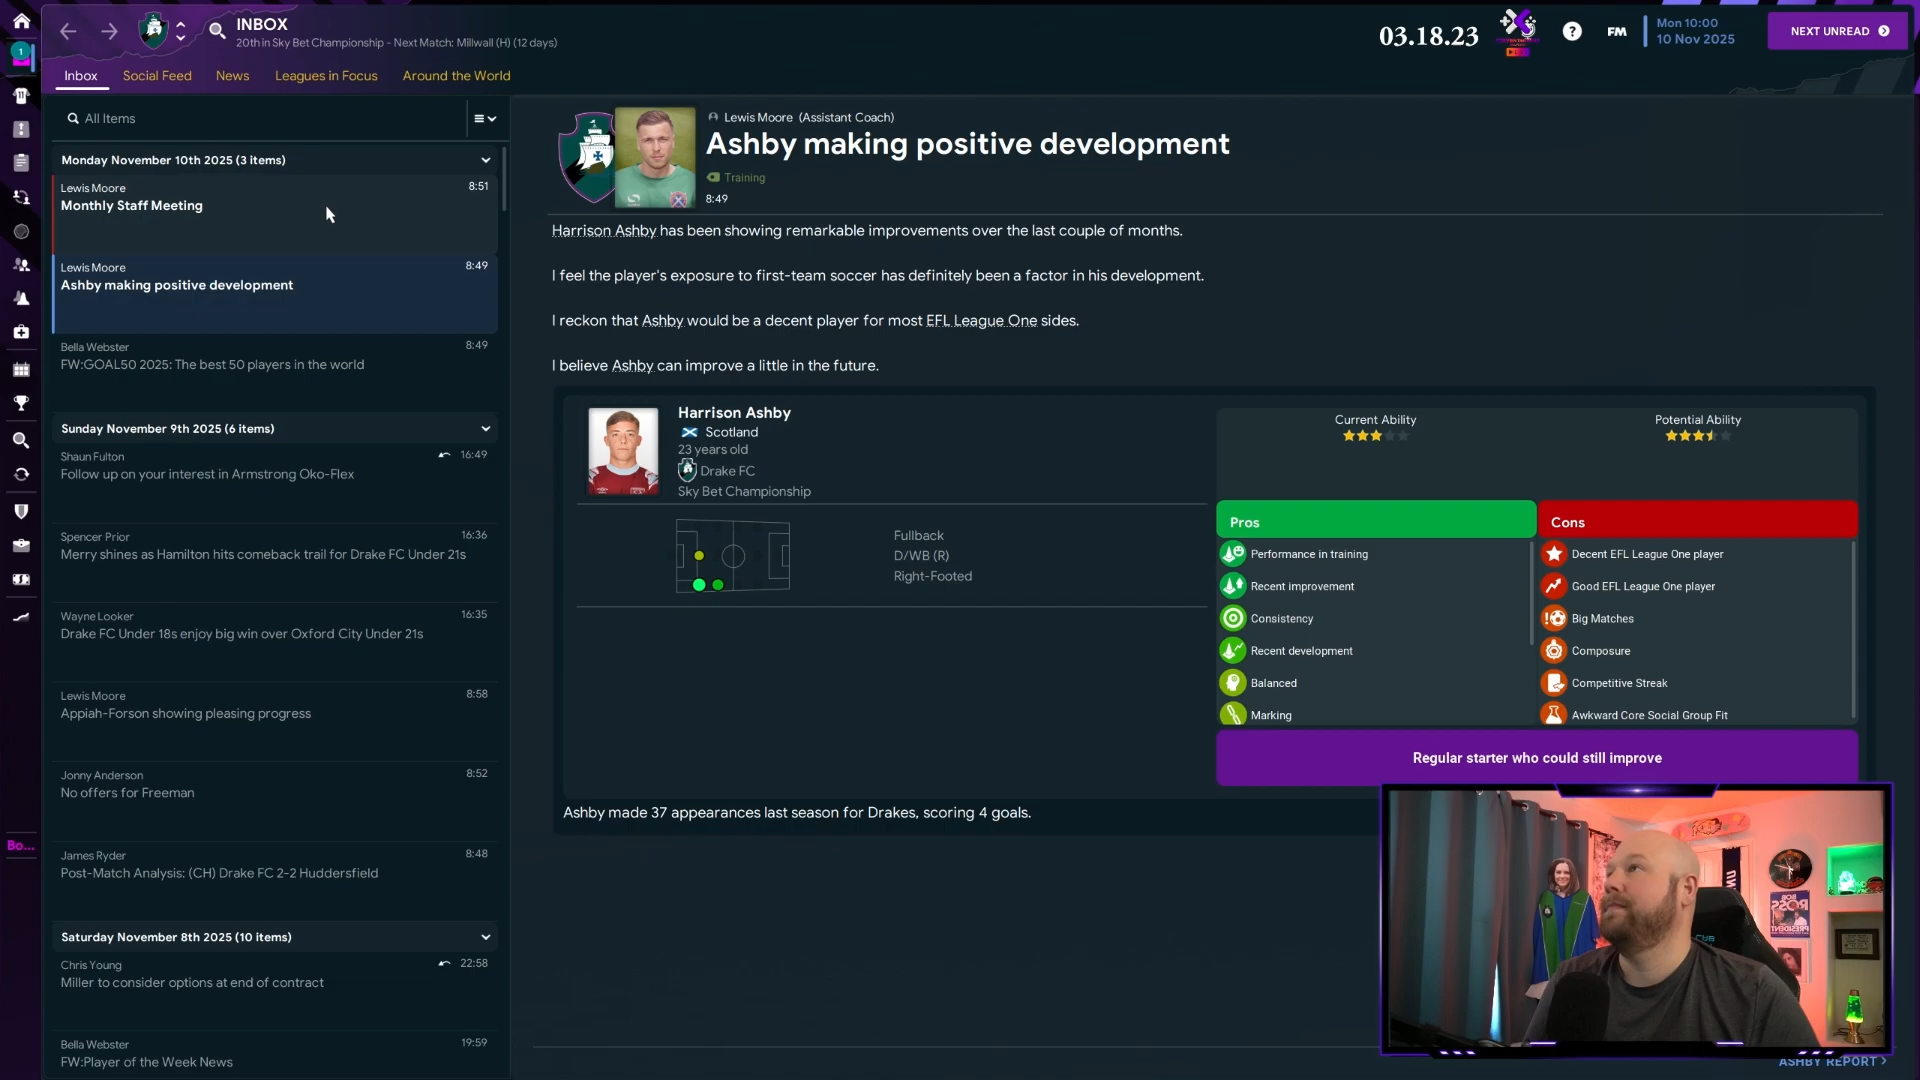 INBOX
20th in Sky Bet Championship - Next Match: Millwall (H) (12 days)
03.18.23
?
FM
Mon 10:00
10 Nov 2025
NEXT UNREAD
1
Inbox
Social Feed
News
Leagues in Focus
Around the World
All Items
Monday November 10th 2025 (3 items)
Lewis Moore
8:51
Monthly Staff Meeting
Lewis Moore
8:49
Ashby making positive development
Bella Webster
8:49
FW:GOAL50 2025: The best 50 players in the world
Sunday November 9th 2025 (6 items)
Shaun Fulton
16:49
Follow up on your interest in Armstrong Oko-Flex
Spencer Prior
16:36
Merry shines as Hamilton hits comeback trail for Drake FC Under 21s
Wayne Looker
16:35
Drake FC Under 18s enjoy big win over Oxford City Under 21s
Lewis Moore
8:58
Appiah-Forson showing pleasing progress
Jonny Anderson
8:52
No offers for Freeman
Bo...
James Ryder
8:48
Post-Match Analysis: (CH) Drake FC 2-2 Huddersfield
Saturday November 8th 2025 (10 items)
Chris Young
22:58
Miller to consider options at end of contract
Bella Webster
19:59
FW:Player of the Week News
Lewis Moore (Assistant Coach)
Ashby making positive development
Training
8:49
Harrison Ashby has been showing remarkable improvements over the last couple of months.
I feel the player's exposure to first-team soccer has definitely been a factor in his development.
I reckon that Ashby would be a decent player for most EFL League One sides.
I believe Ashby can improve a little in the future.
Harrison Ashby
Scotland
23 years old
Drake FC
Sky Bet Championship
Fullback
D/WB (R)
Right-Footed
Current Ability
Potential Ability
Pros
Performance in training
Recent improvement
Consistency
Recent development
Balanced
Marking
Cons
Decent EFL League One player
Good EFL League One player
Big Matches
Composure
Competitive Streak
Awkward Core Social Group Fit
Regular starter who could still improve
Ashby made 37 appearances last season for Drakes, scoring 4 goals.
BOB
ROSS
PRESIDENT
ASHBY REPORT